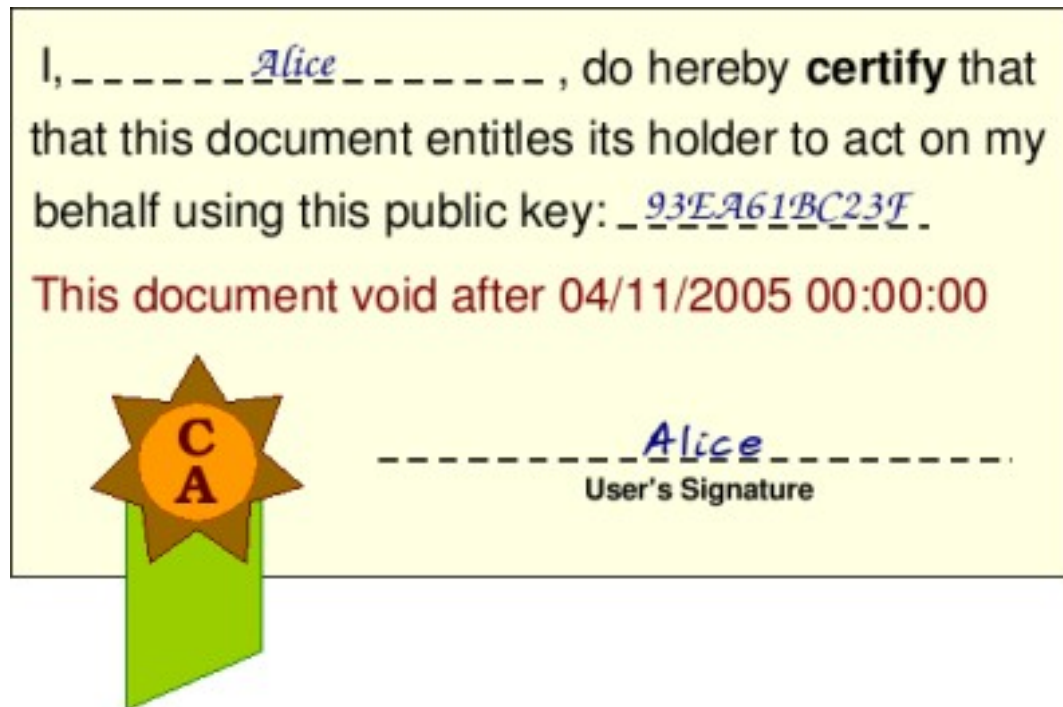 I, Alice, do hereby certify that
that this document entitles its holder to act on my
behalf using this public key: 93EA61BC23F
This document void after 04/11/2005 00:00:00
C
A
Alice
User's Signature